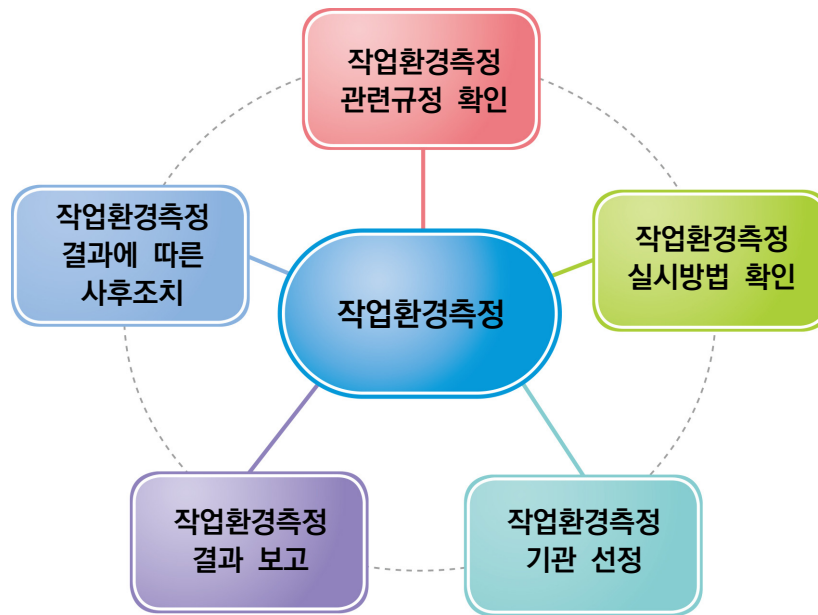 작업환경측정
관련규정 확인
작업환경측정
실시방법 확인
작업환경측정
기관 선정
작업환경측정
결과 보고
작업환경측정
결과에 따른
사후조치
작업환경측정